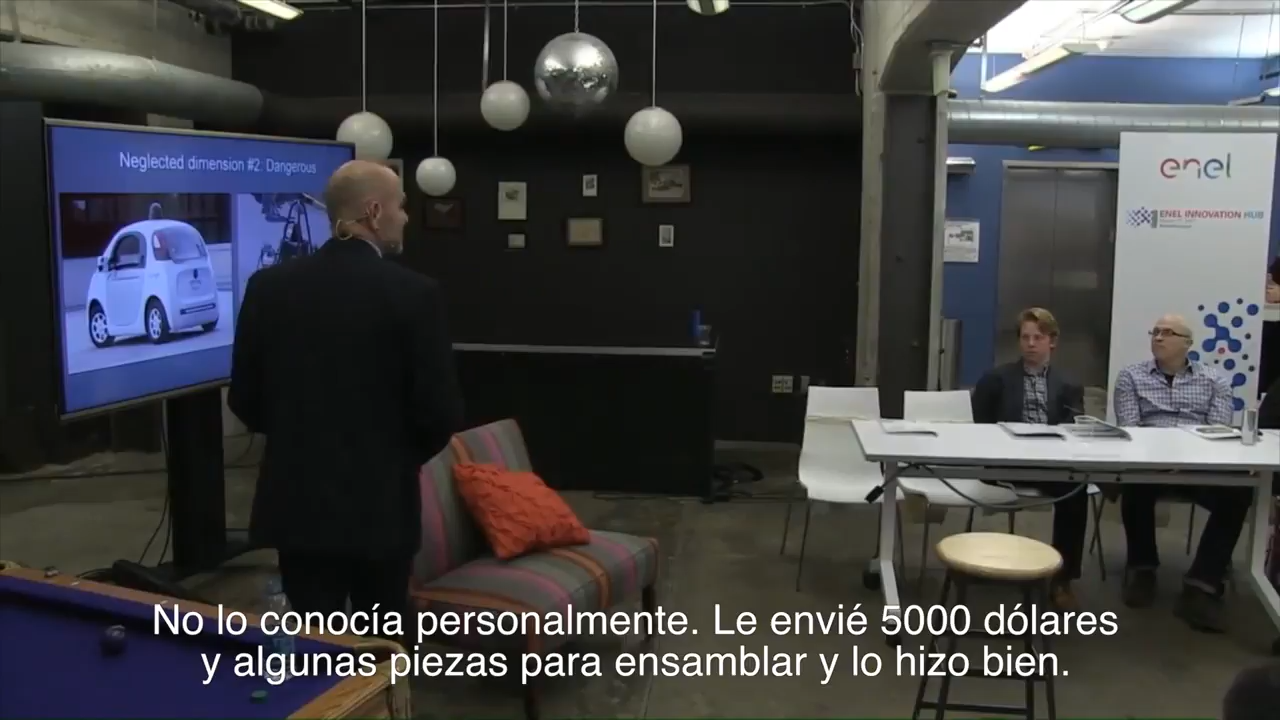 Neglected dimension #2: Dangerous
enel
ENEL INNOVATION HUB
No lo conocía personalmente. Le envié 5000 dólares
y algunas piezas para ensamblar y lo hizo bien.